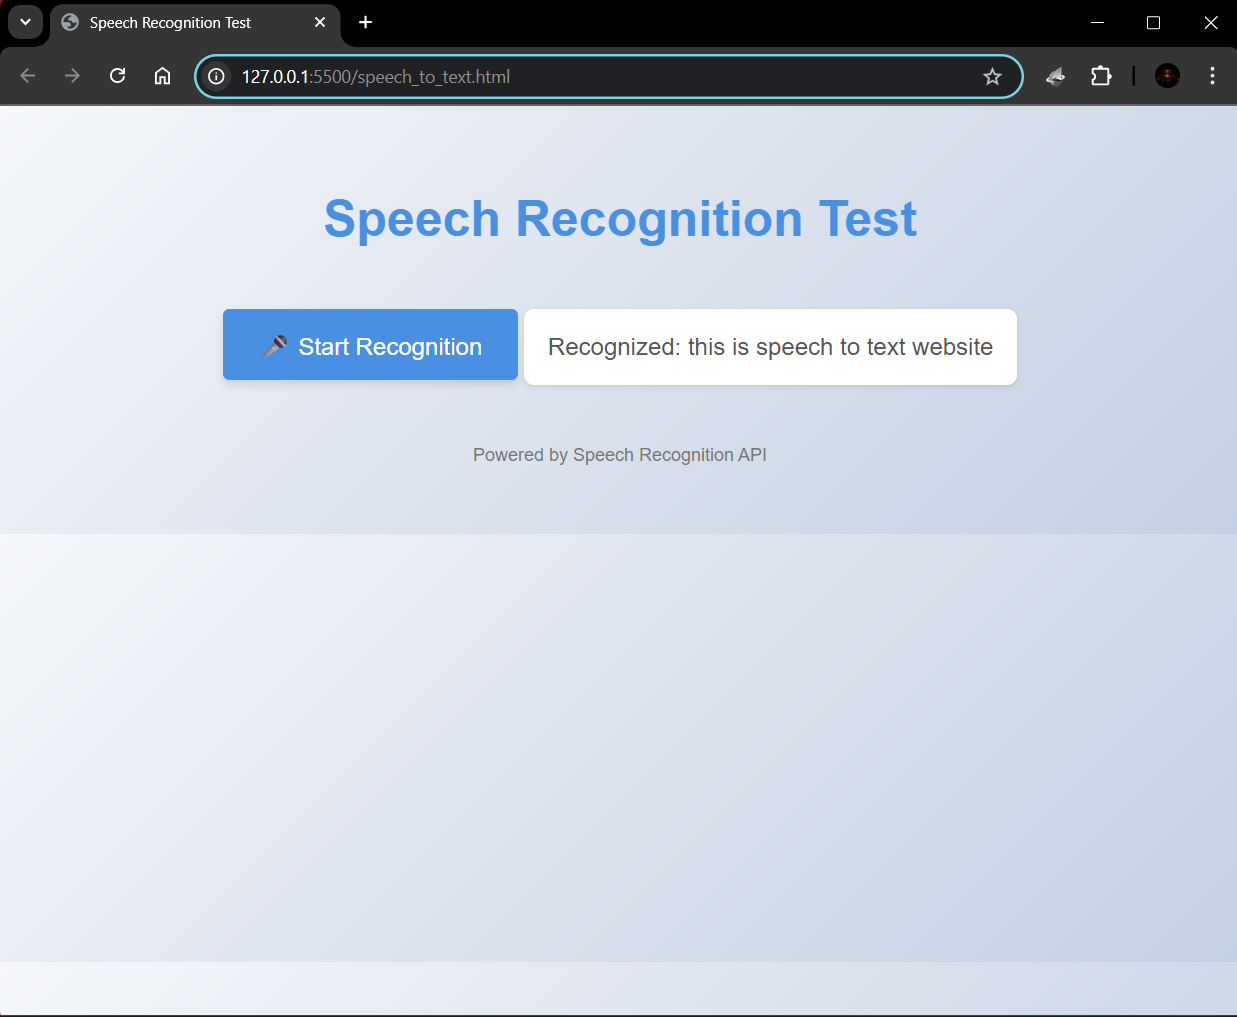 Speech Recognition Test
127.0.0.1:5500/speech_to_text.html
Speech Recognition Test
🎤 Start Recognition
Recognized: this is speech to text website
Powered by Speech Recognition API